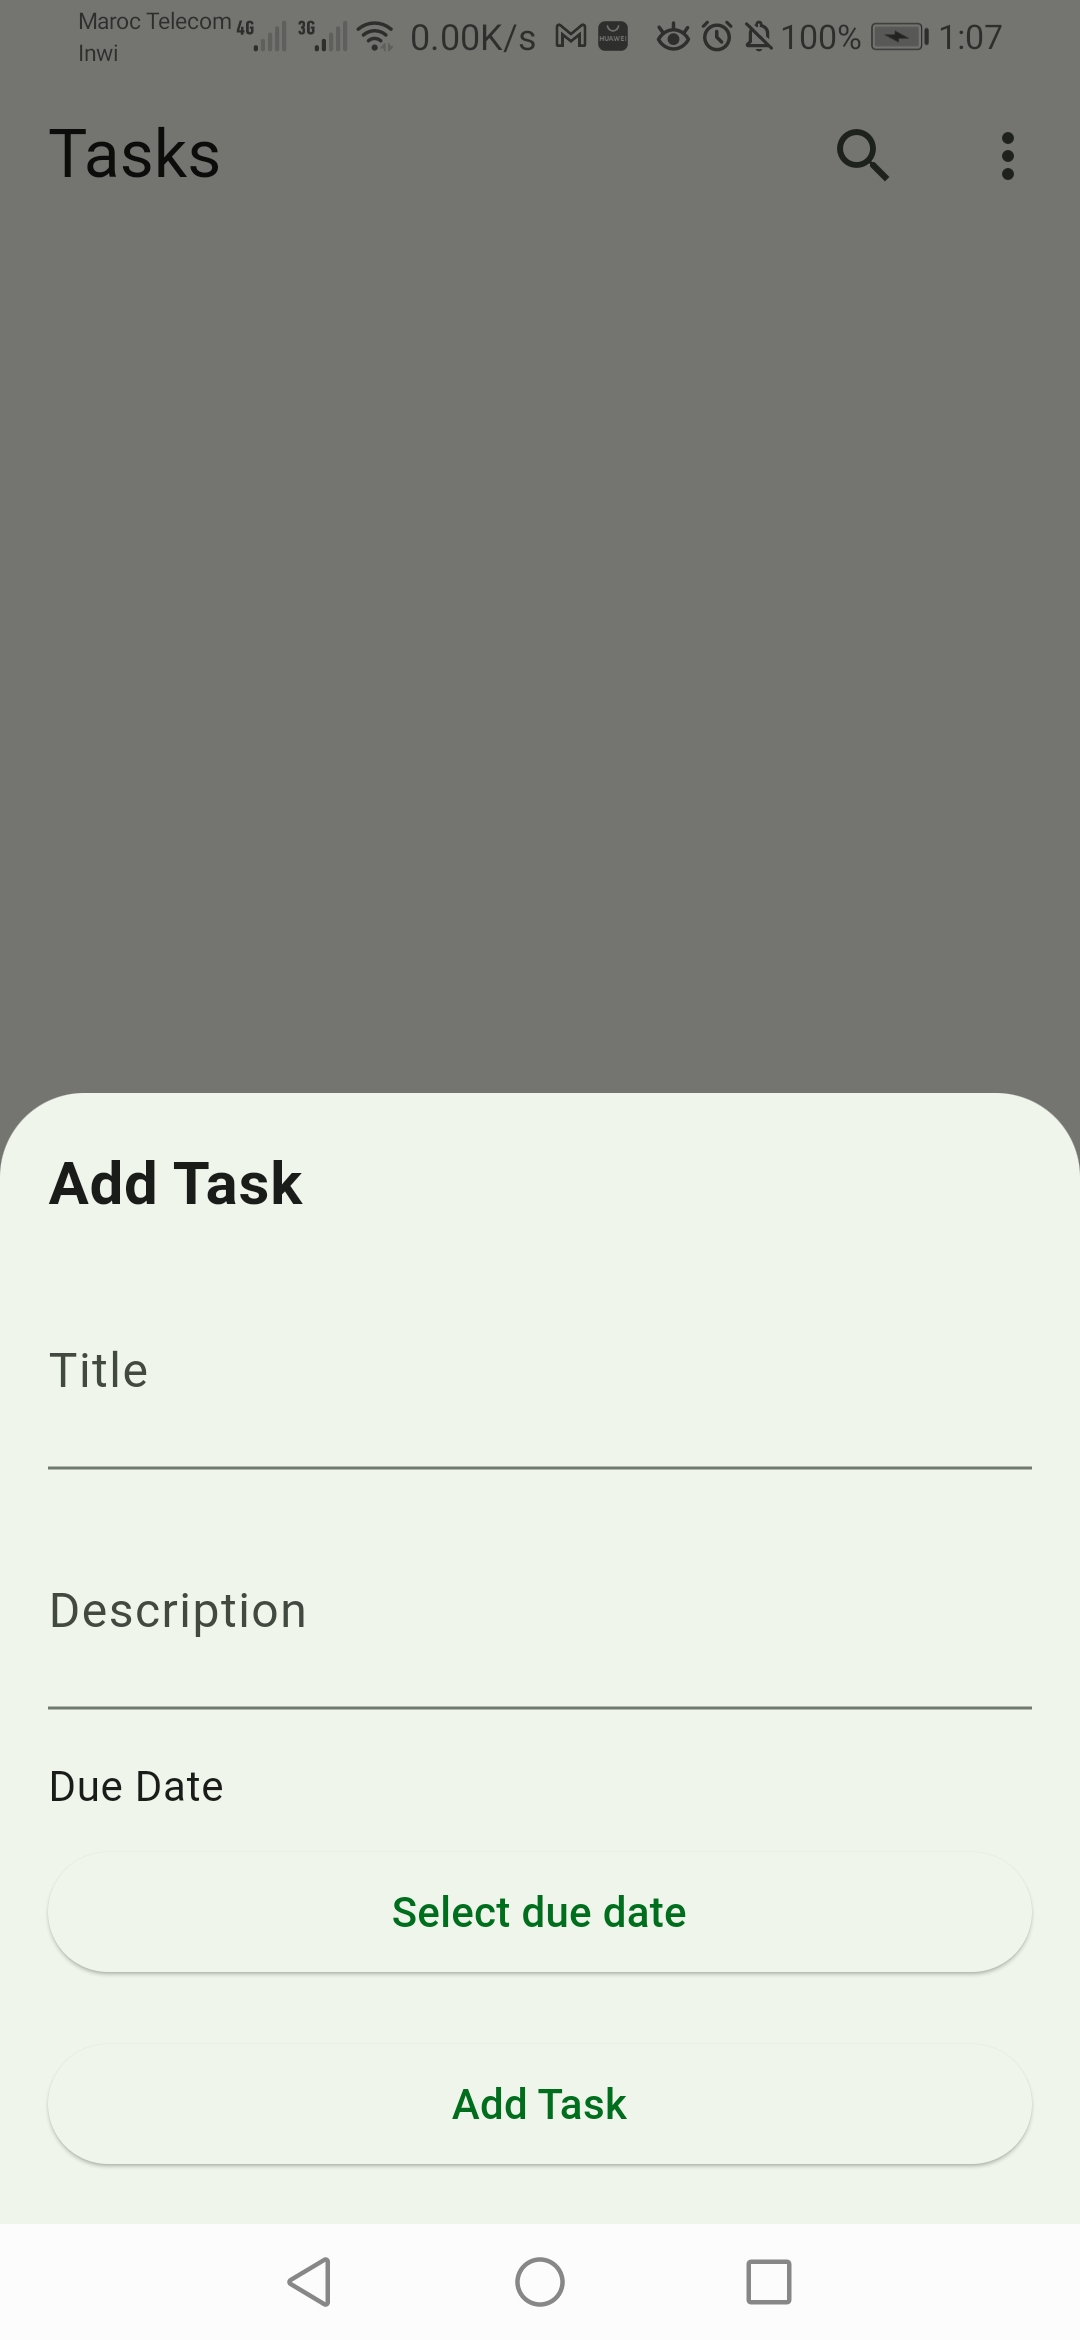 Maroc Telecom 4G 3G 0.00K/s HUAWEI 100% 1:07
Inwi
Tasks
Add Task
Title
Description
Due Date
Select due date
Add Task